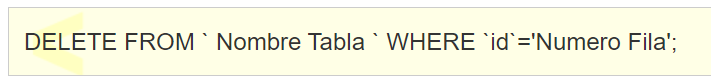 DELETE FROM ` Nombre Tabla ` WHERE `id`='Numero Fila';